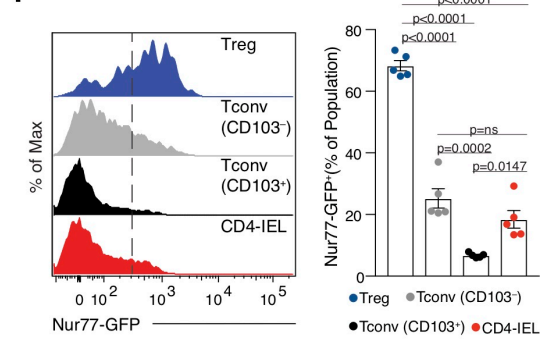 p<0.0001
p<0.0001
p<0.0001
Treg
Tconv
(CD103⁻)
Tconv
(CD103⁺)
CD4-IEL
% of Max
0 10² 10³ 10⁴ 10⁵
Nur77-GFP
Nur77-GFP⁺(% of Population)
80
60
40
20
0
p=ns
p=0.0002
p=0.0147
Treg Tconv (CD103⁻)
Tconv (CD103⁺) CD4-IEL